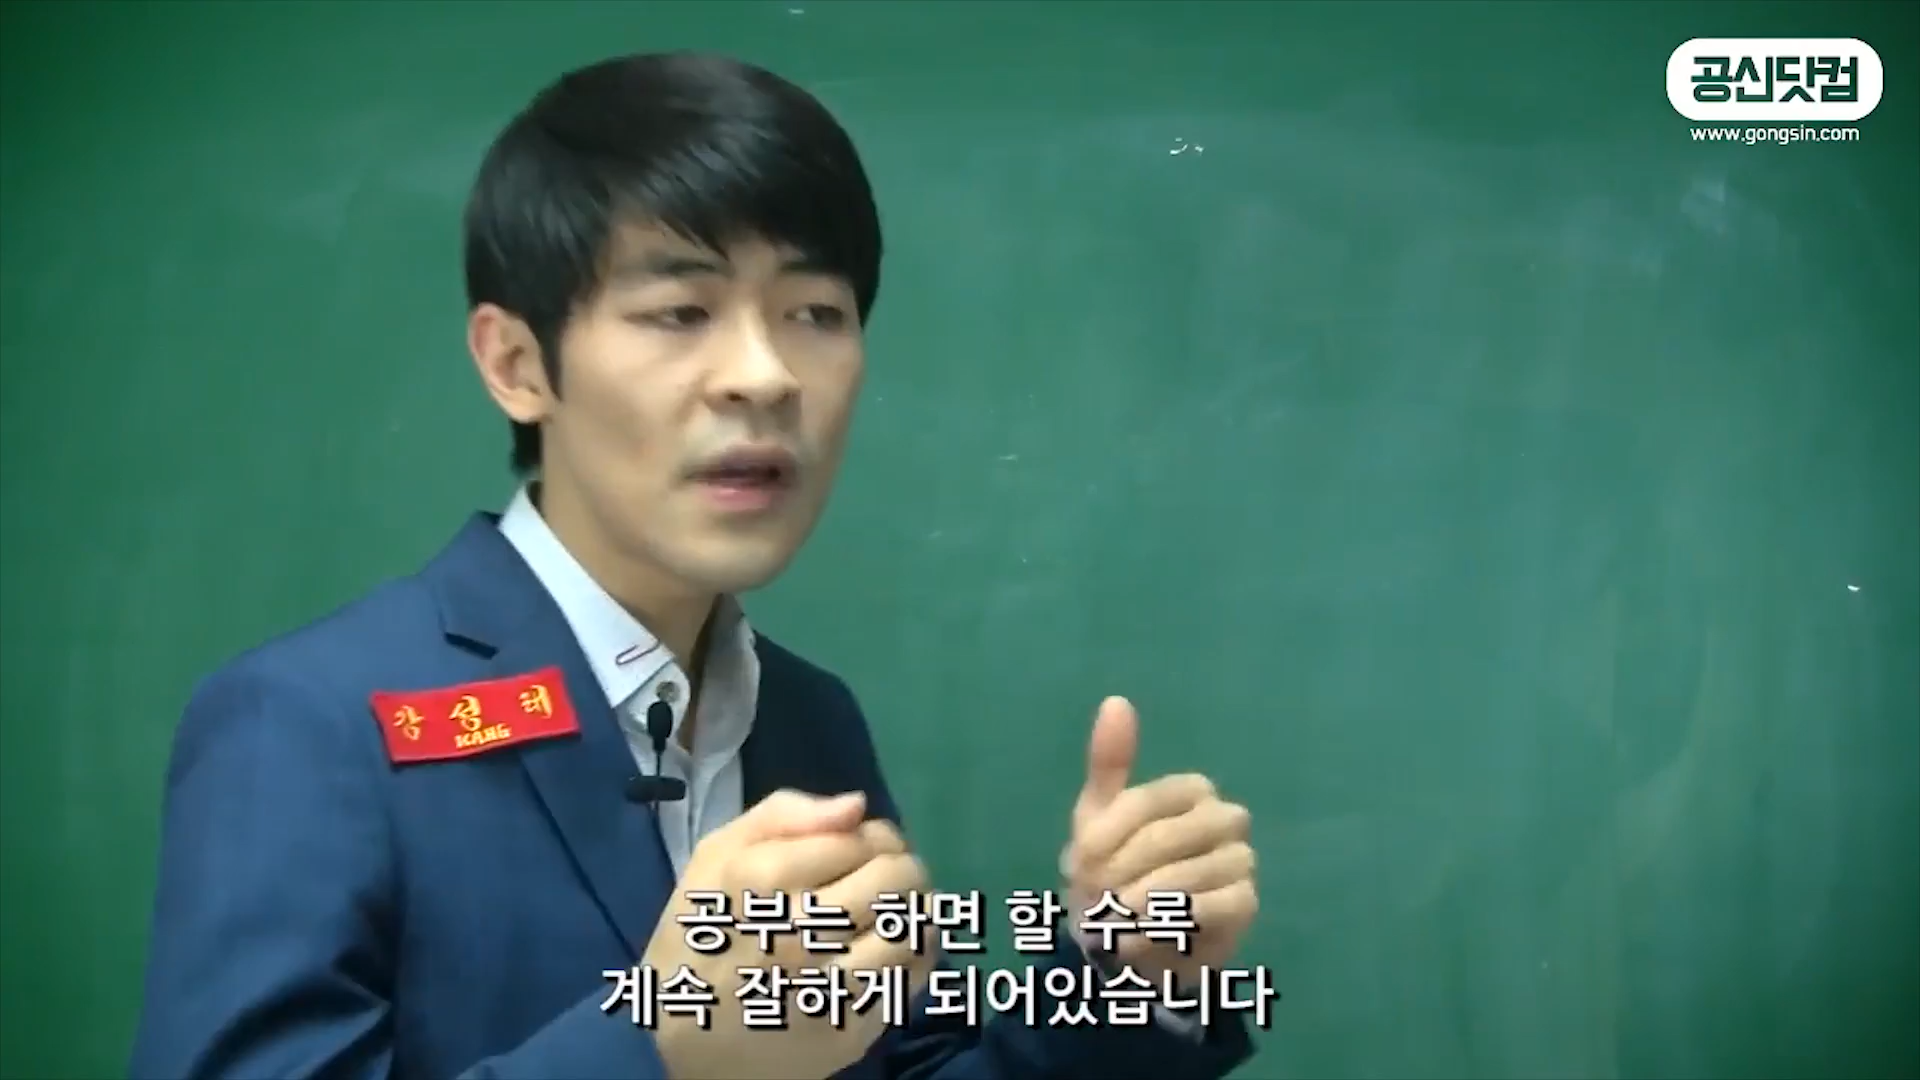 공신닷컴
www.gongsin.com
강성태
KANG
공부는 하면 할 수록
계속 잘하게 되어있습니다